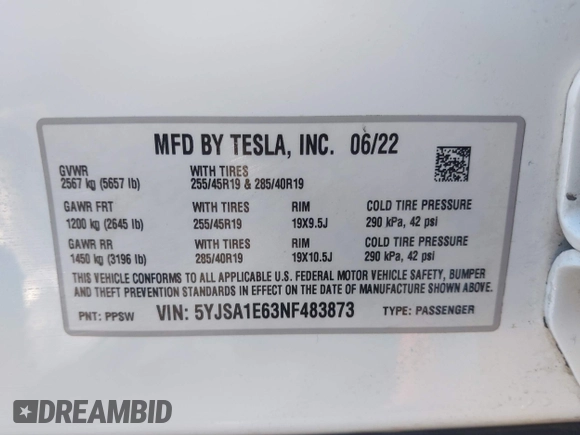 MFD BY TESLA, INC. 06/22
GVWR WITH TIRES
2567 kg (5657 lb) 255/45R19 & 285/40R19
GAWR FRT WITH TIRES RIM COLD TIRE PRESSURE
1200 kg (2645 lb) 255/45R19 19X9.5J 290 kPa, 42 psi
GAWR RR WITH TIRES RIM COLD TIRE PRESSURE
1450 kg (3196 lb) 285/40R19 19X10.5J 290 kPa, 42 psi
THIS VEHICLE CONFORMS TO ALL APPLICABLE U.S. FEDERAL MOTOR VEHICLE SAFETY, BUMPER
AND THEFT PREVENTION STANDARDS IN EFFECT ON THE DATE OF MANUFACTURE SHOWN ABOVE.
PNT: PPSW VIN: 5YJSA1E63NF483873 TYPE: PASSENGER
DREAMBID